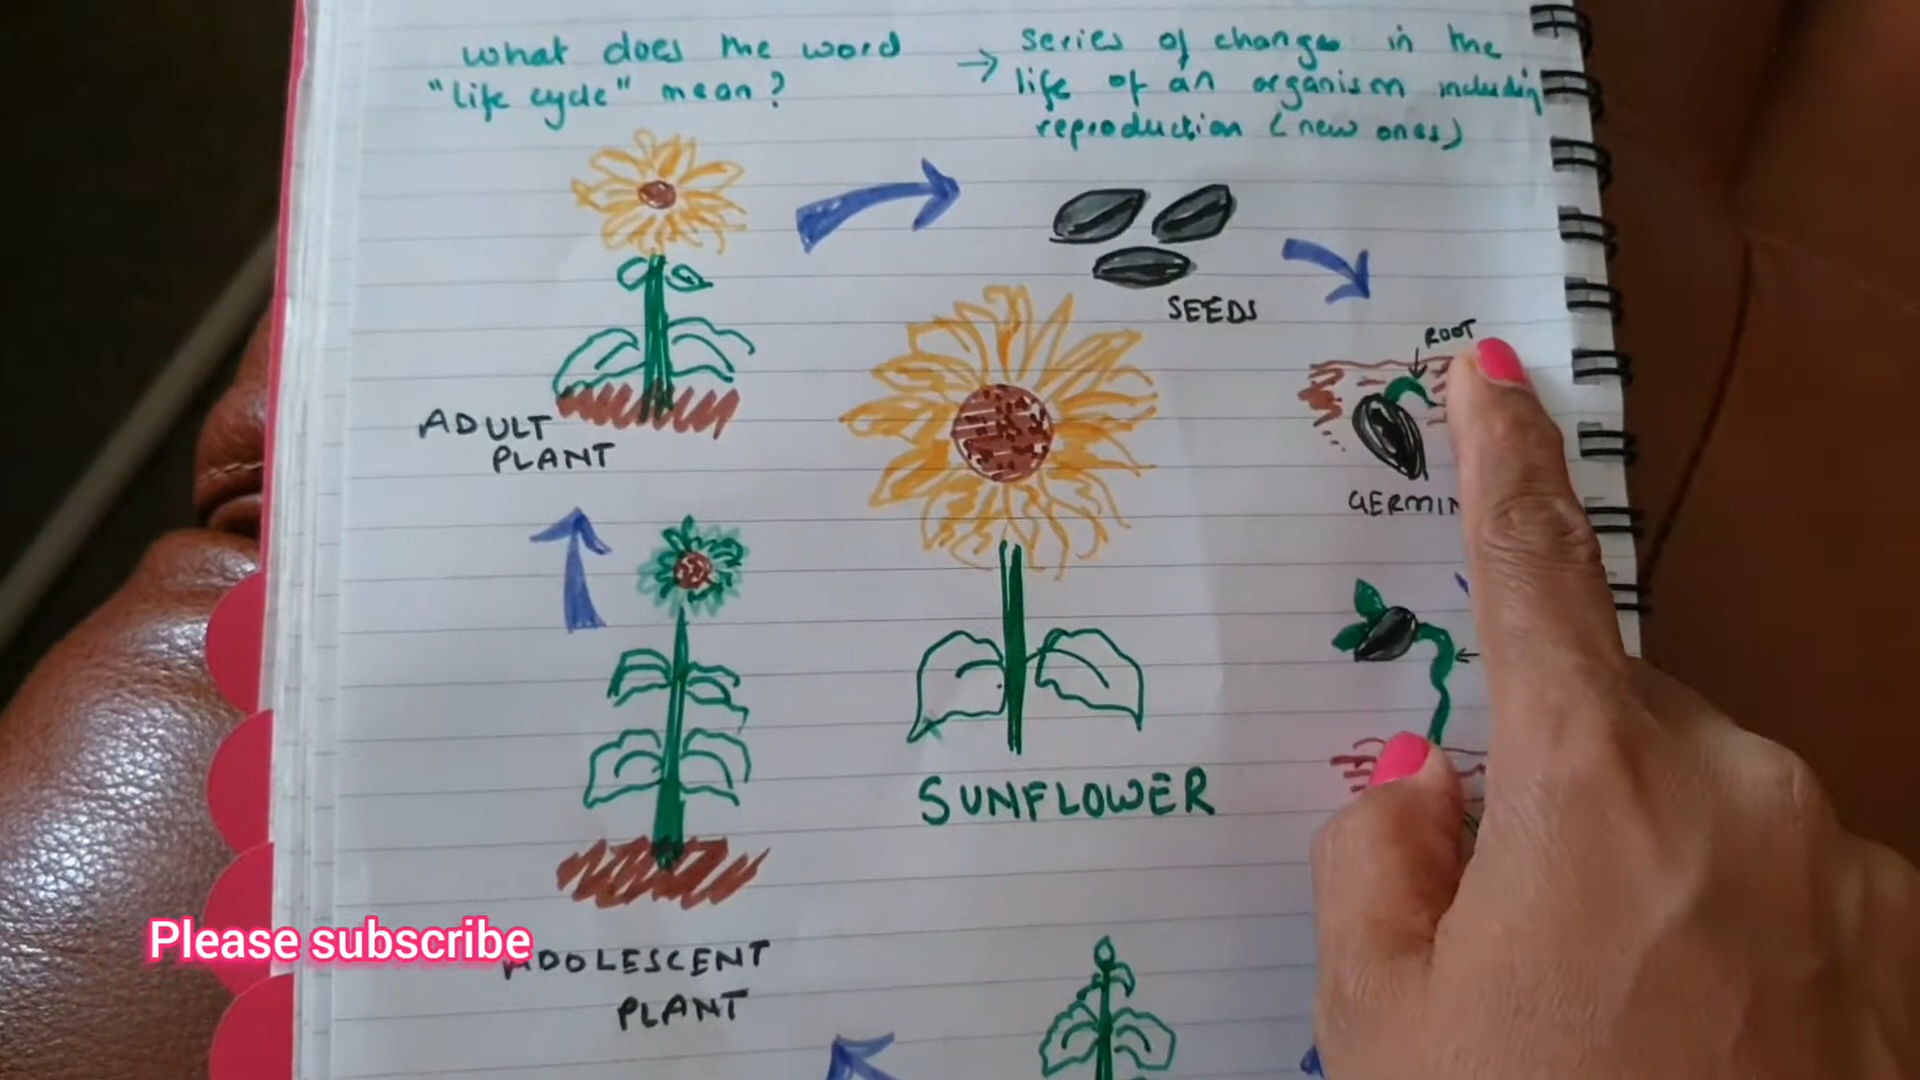 what does the word
"life cycle" mean?
→ series of changes in the
life of an organism including
reproduction (new ones)
SEEDS
ROOT
GERMIN
ADULT
PLANT
SUNFLOWER
Please subscribe
ADOLESCENT
PLANT